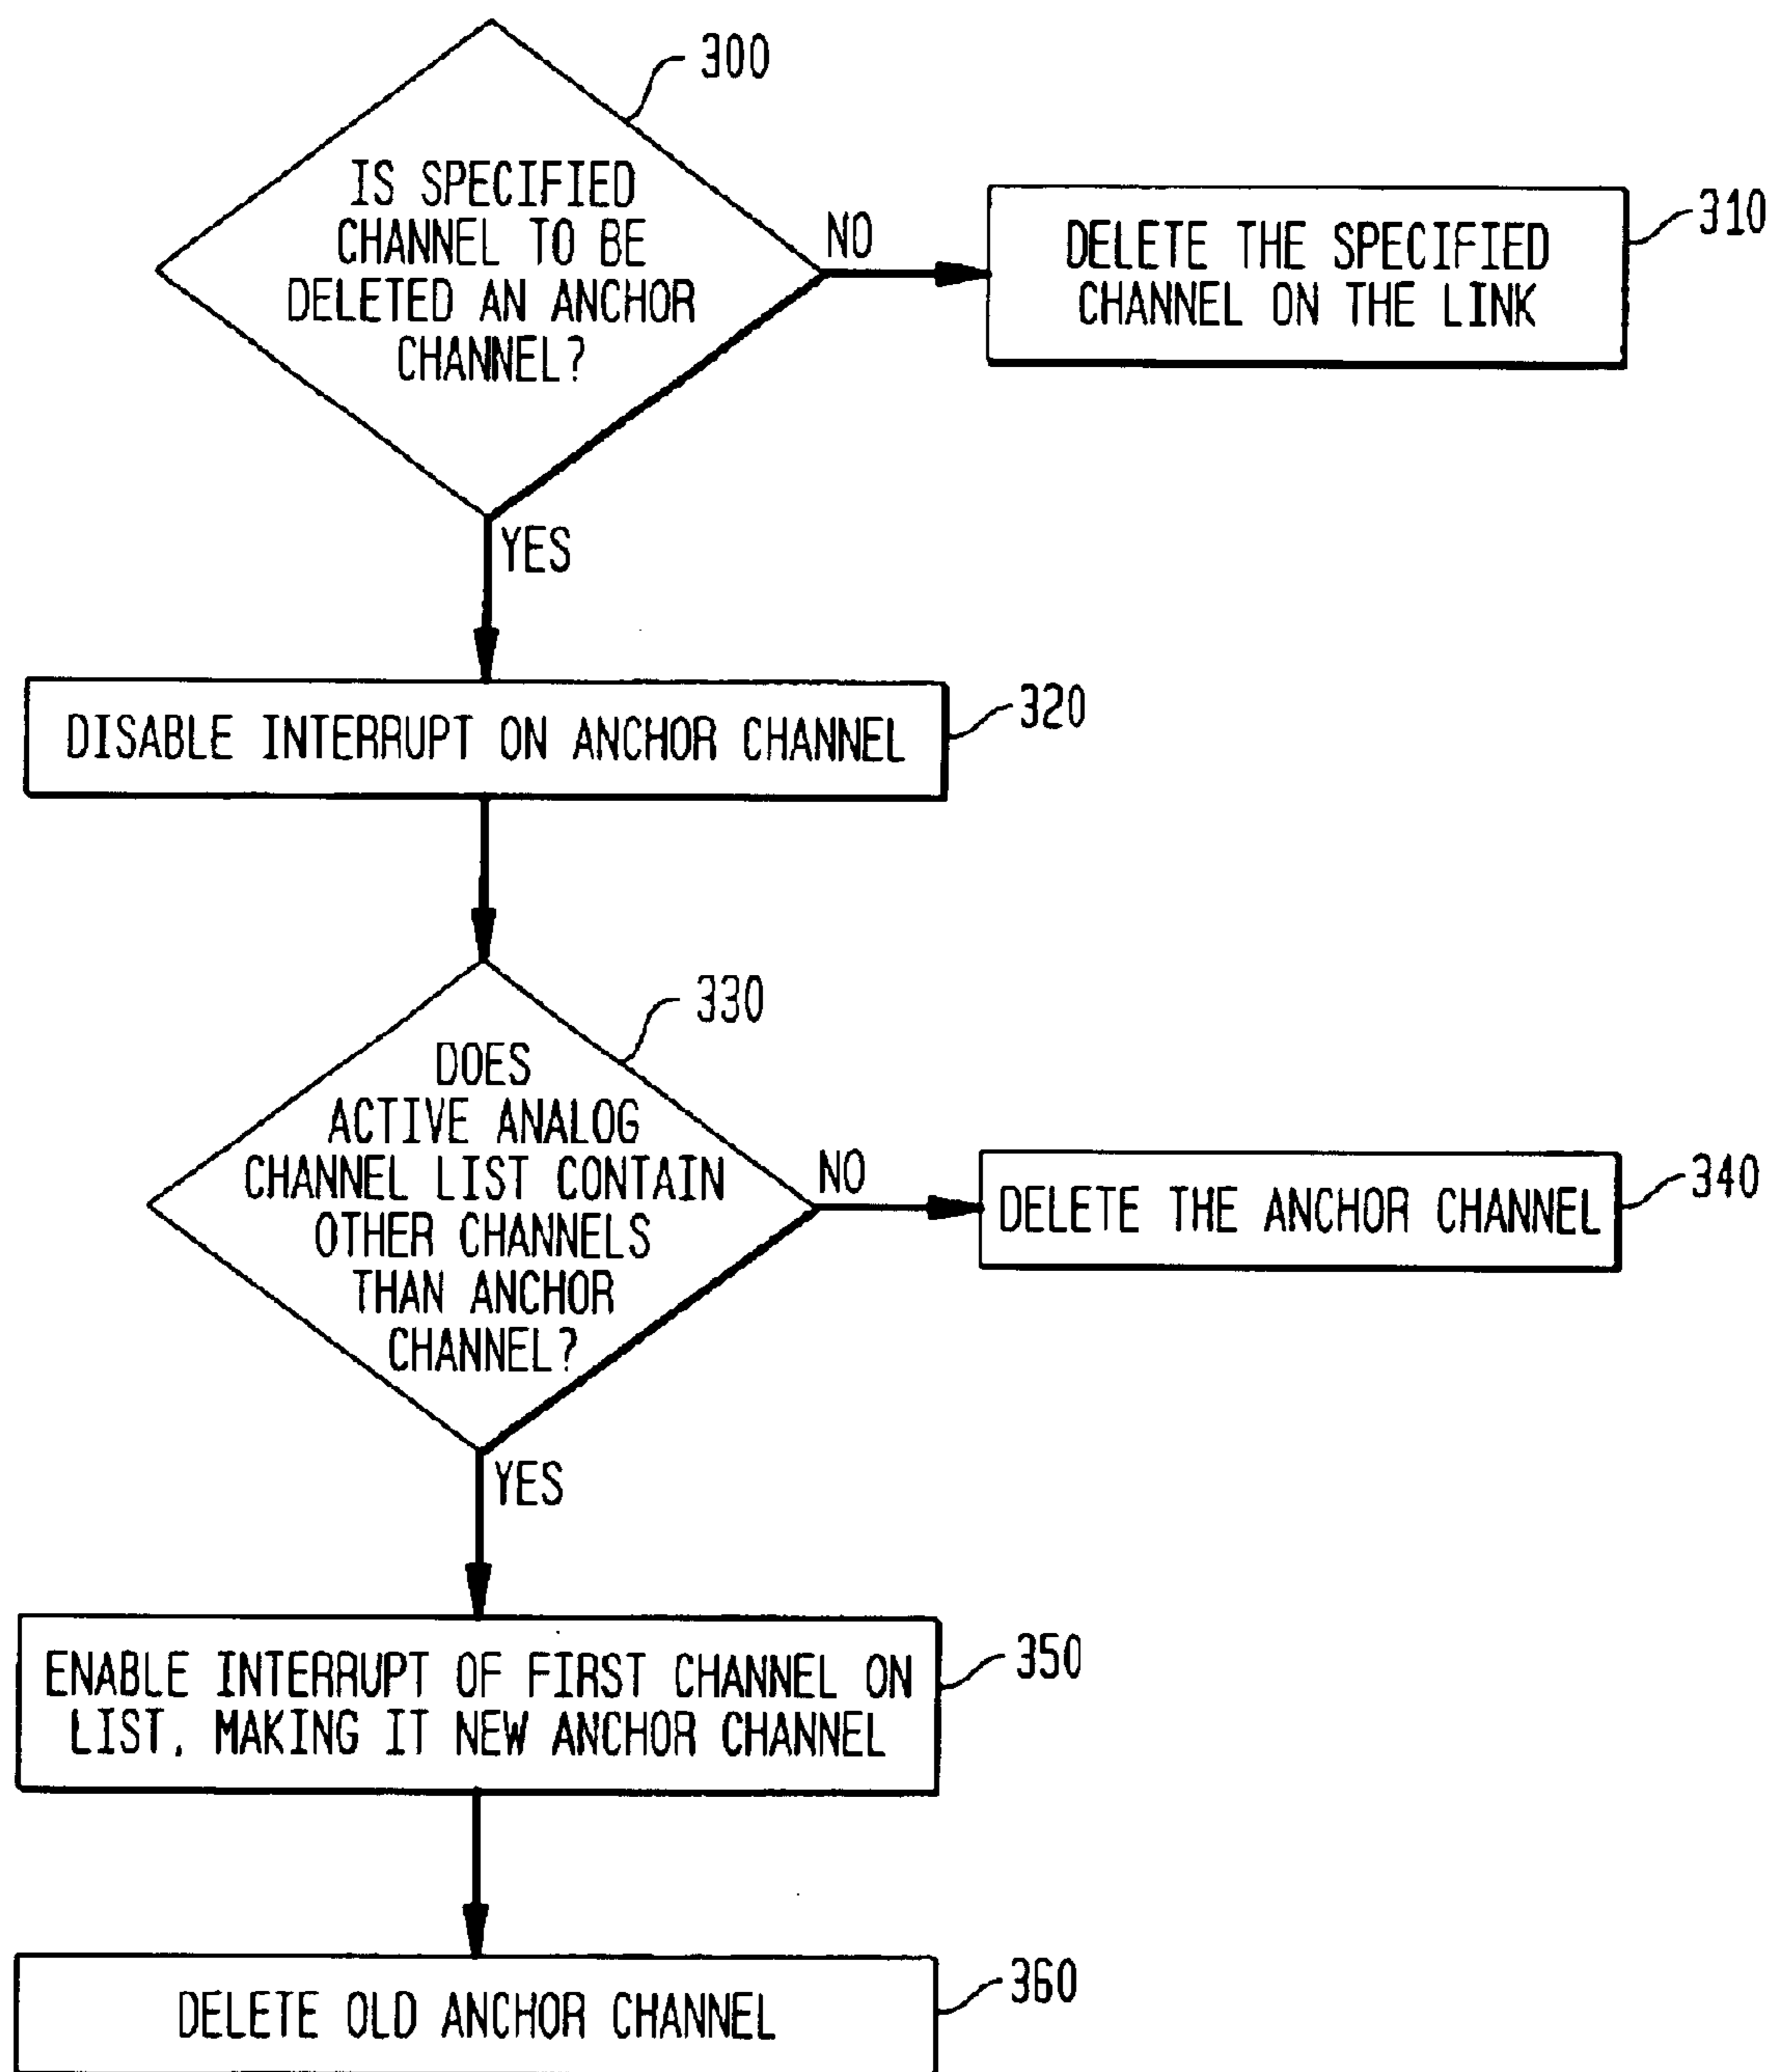 300
IS SPECIFIED
CHANNEL TO BE
DELETED AN ANCHOR
CHANNEL?
NO
DELETE THE SPECIFIED
CHANNEL ON THE LINK
310
YES
DISABLE INTERRUPT ON ANCHOR CHANNEL
320
330
DOES
ACTIVE ANALOG
CHANNEL LIST CONTAIN
OTHER CHANNELS
THAN ANCHOR
CHANNEL?
NO
DELETE THE ANCHOR CHANNEL
340
YES
ENABLE INTERRUPT OF FIRST CHANNEL ON
LIST, MAKING IT NEW ANCHOR CHANNEL
350
DELETE OLD ANCHOR CHANNEL
360